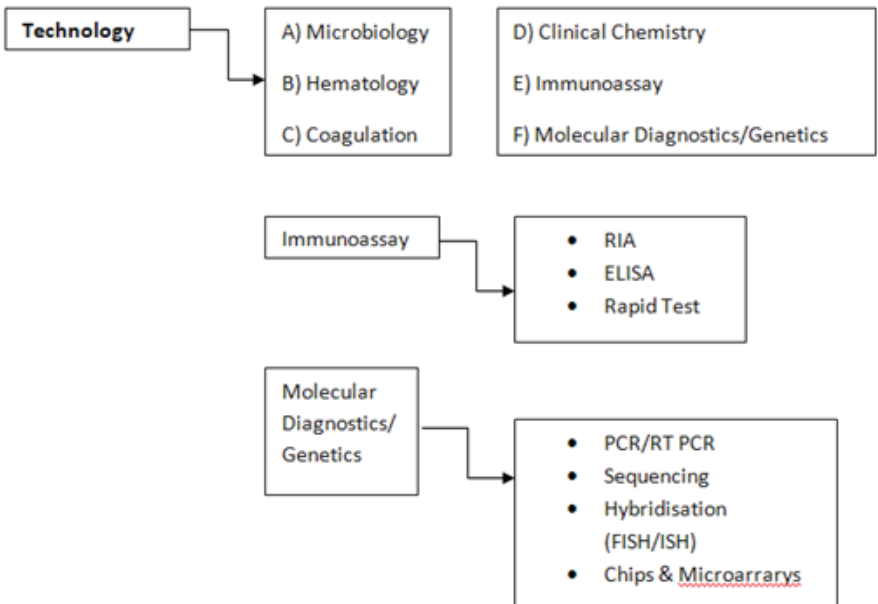 Technology
A) Microbiology
B) Hematology
C) Coagulation
D) Clinical Chemistry
E) Immunoassay
F) Molecular Diagnostics/Genetics
Immunoassay
• RIA
• ELISA
• Rapid Test
Molecular
Diagnostics/
Genetics
• PCR/RT PCR
• Sequencing
• Hybridisation
(FISH/ISH)
• Chips & Microarrarys